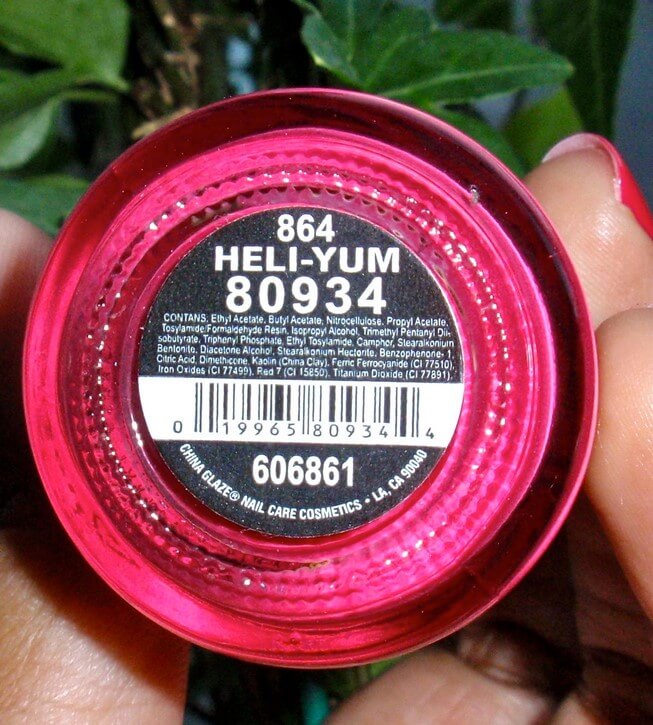 864
HELI-YUM
80934
CONTANS: Ethyl Acetate, Butyl Acetate, Nitrocellulose, Propyl Acetate,
Tosylamide/Formaldehyde Resin, Isopropyl Alcohol, Trimethyl Pentanyl Dii-
sobutyrate, Triphenyl Phosphate, Ethyl Tosylamide, Camphor, Stearalkonium
Bentonite, Diacetone Alcohol, Stearalkonium Hectorite, Benzophenone- 1,
Citric Acid, Dimethicone, Kaolin (China Clay), Ferric Ferrocyanide (CI 77510),
Iron Oxides (CI 77499), Red 7 (CI 15850), Titanium Dioxide (CI 77891).
0 19965 80934 4
606861
CHINA GLAZE® NAIL CARE COSMETICS • LA, CA 90040